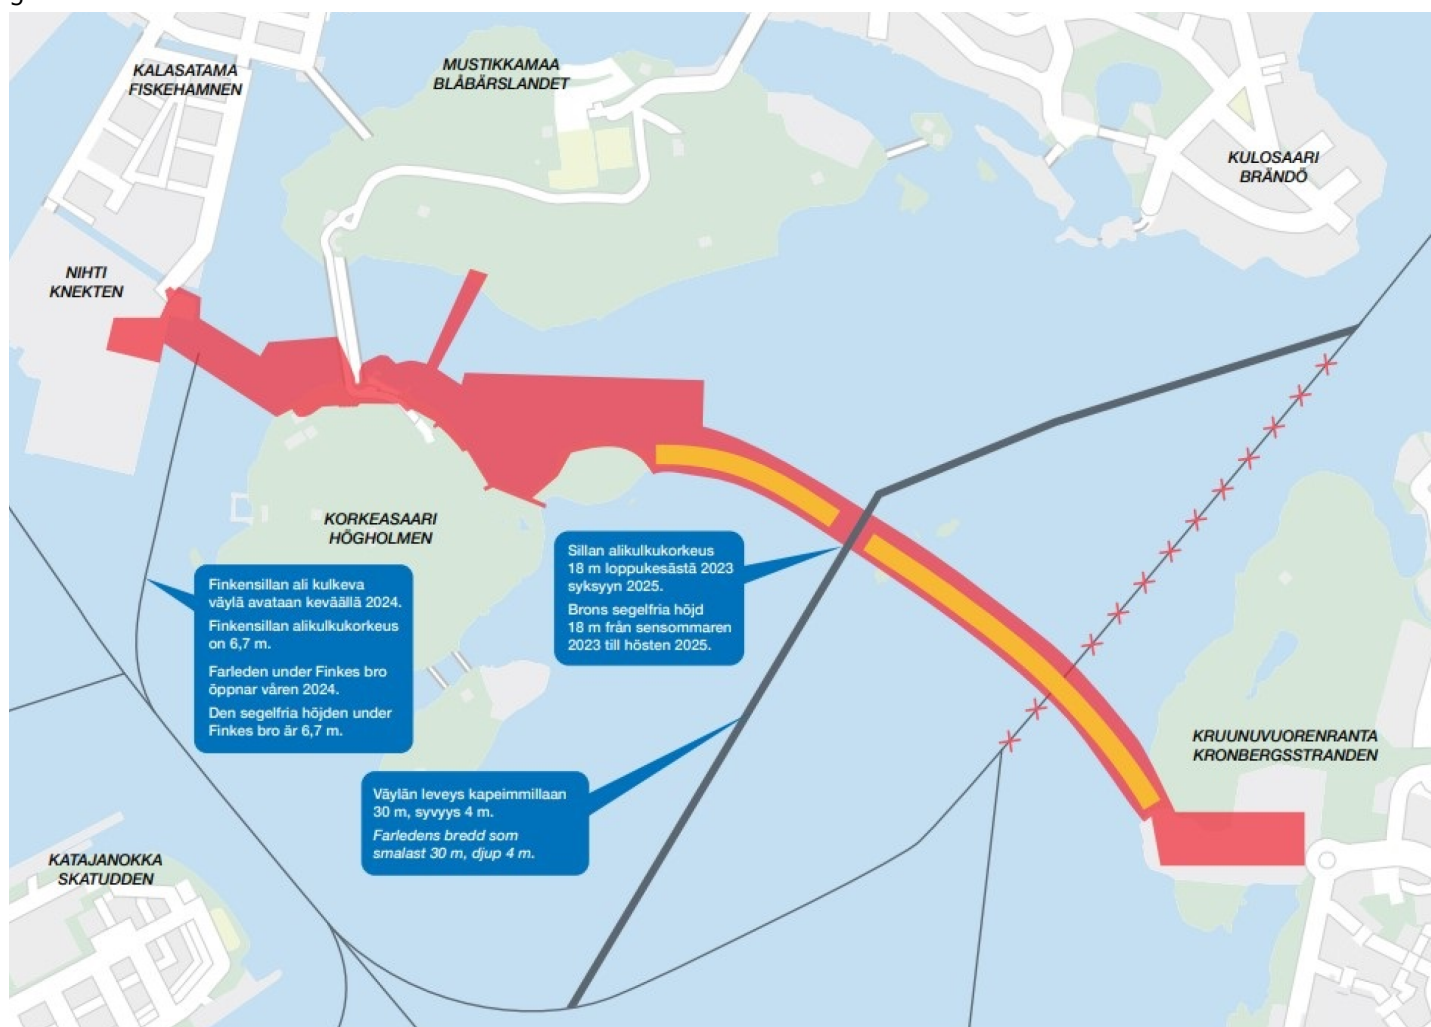 KALASATAMA
FISKEHAMNEN
MUSTIKKAMAA
BLÅBÄRSLANDET
KULOSAARI
BRÄNDÖ
NIHTI
KNEKTEN
KORKEASAARI
HÖGHOLMEN
Sillan alikulkukorkeus
18 m loppukesästä 2023
syksyyn 2025.
Brons segelfria höjd
18 m från sensommaren
2023 till hösten 2025.
Finkensillan ali kulkeva
väylä avataan keväällä 2024.
Finkensillan alikulkukorkeus
on 6,7 m.
Farleden under Finkes bro
öppnar våren 2024.
Den segelfria höjden under
Finkes bro är 6,7 m.
KRUUNUVUORENRANTA
KRONBERGSSTRANDEN
Väylän leveys kapeimmillaan
30 m, syvyys 4 m.
Farledens bredd som
smalast 30 m, djup 4 m.
KATAJANOKKA
SKATUDDEN